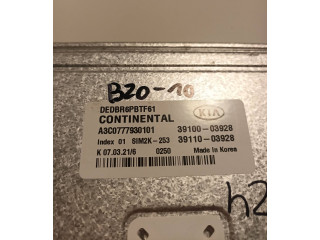 B20-10
DEDBR6PBTF61
CONTINENTAL KIA
A3C0777930101 39100-03928
Index 01 SIM2K-253 39110-03928
K 07.03.21/6 0250 Made in Korea
h2